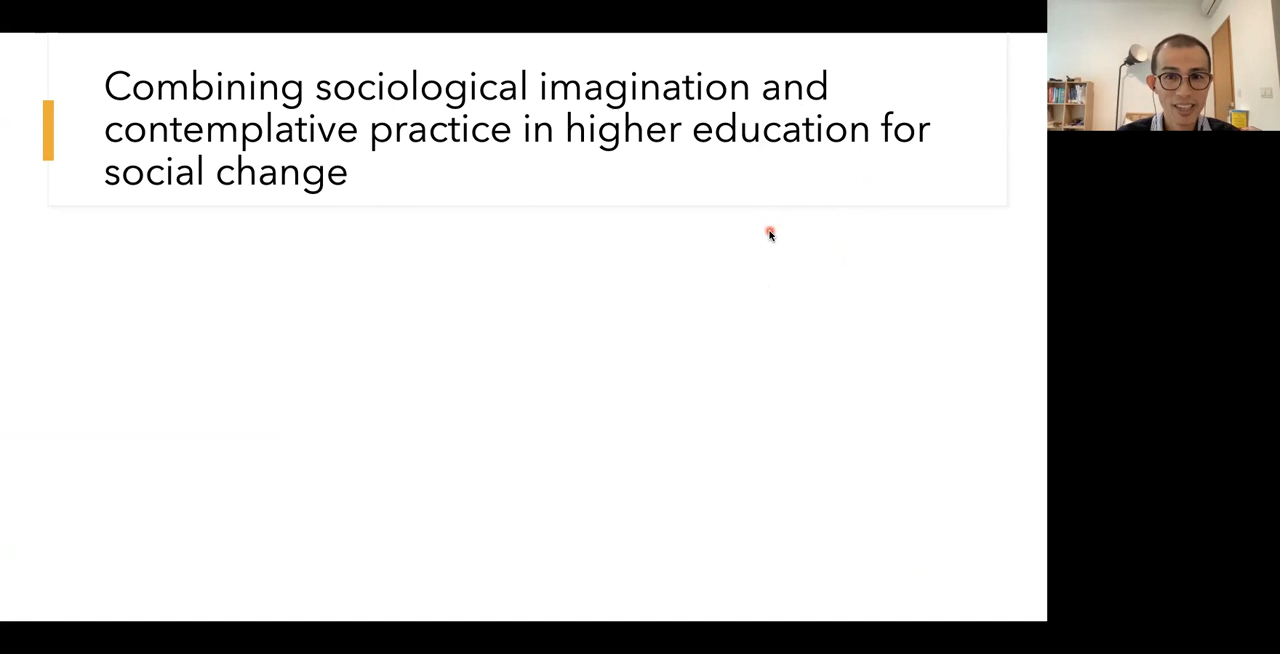 Combining sociological imagination and
contemplative practice in higher education for
social change